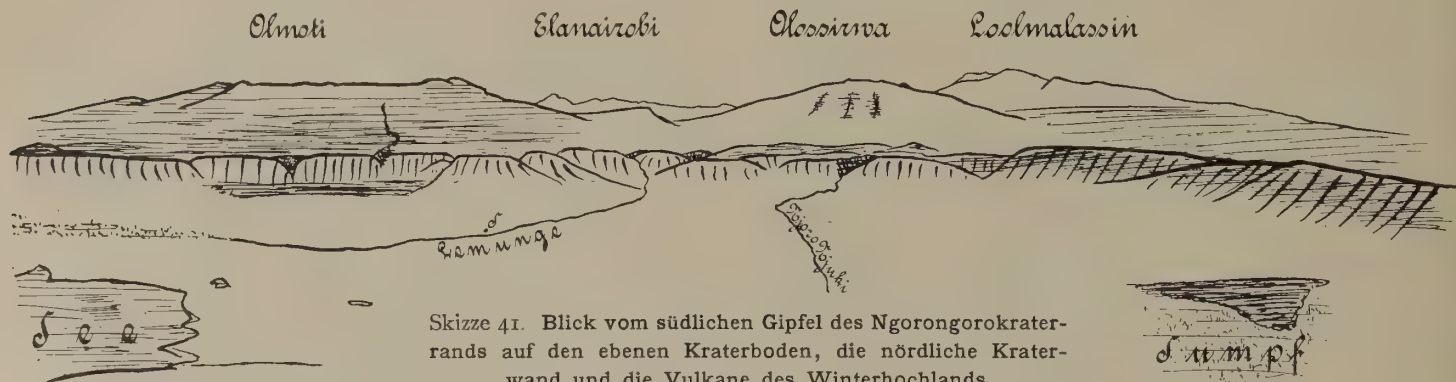 Olmoti Elanairobi Olossirwa Loolmalassin
Lemunge
See
Sumpf
Skizze 41. Blick vom südlichen Gipfel des Ngorongorokrater-
rands auf den ebenen Kraterboden, die nördliche Krater-
wand und die Vulkane des Winterhochlands